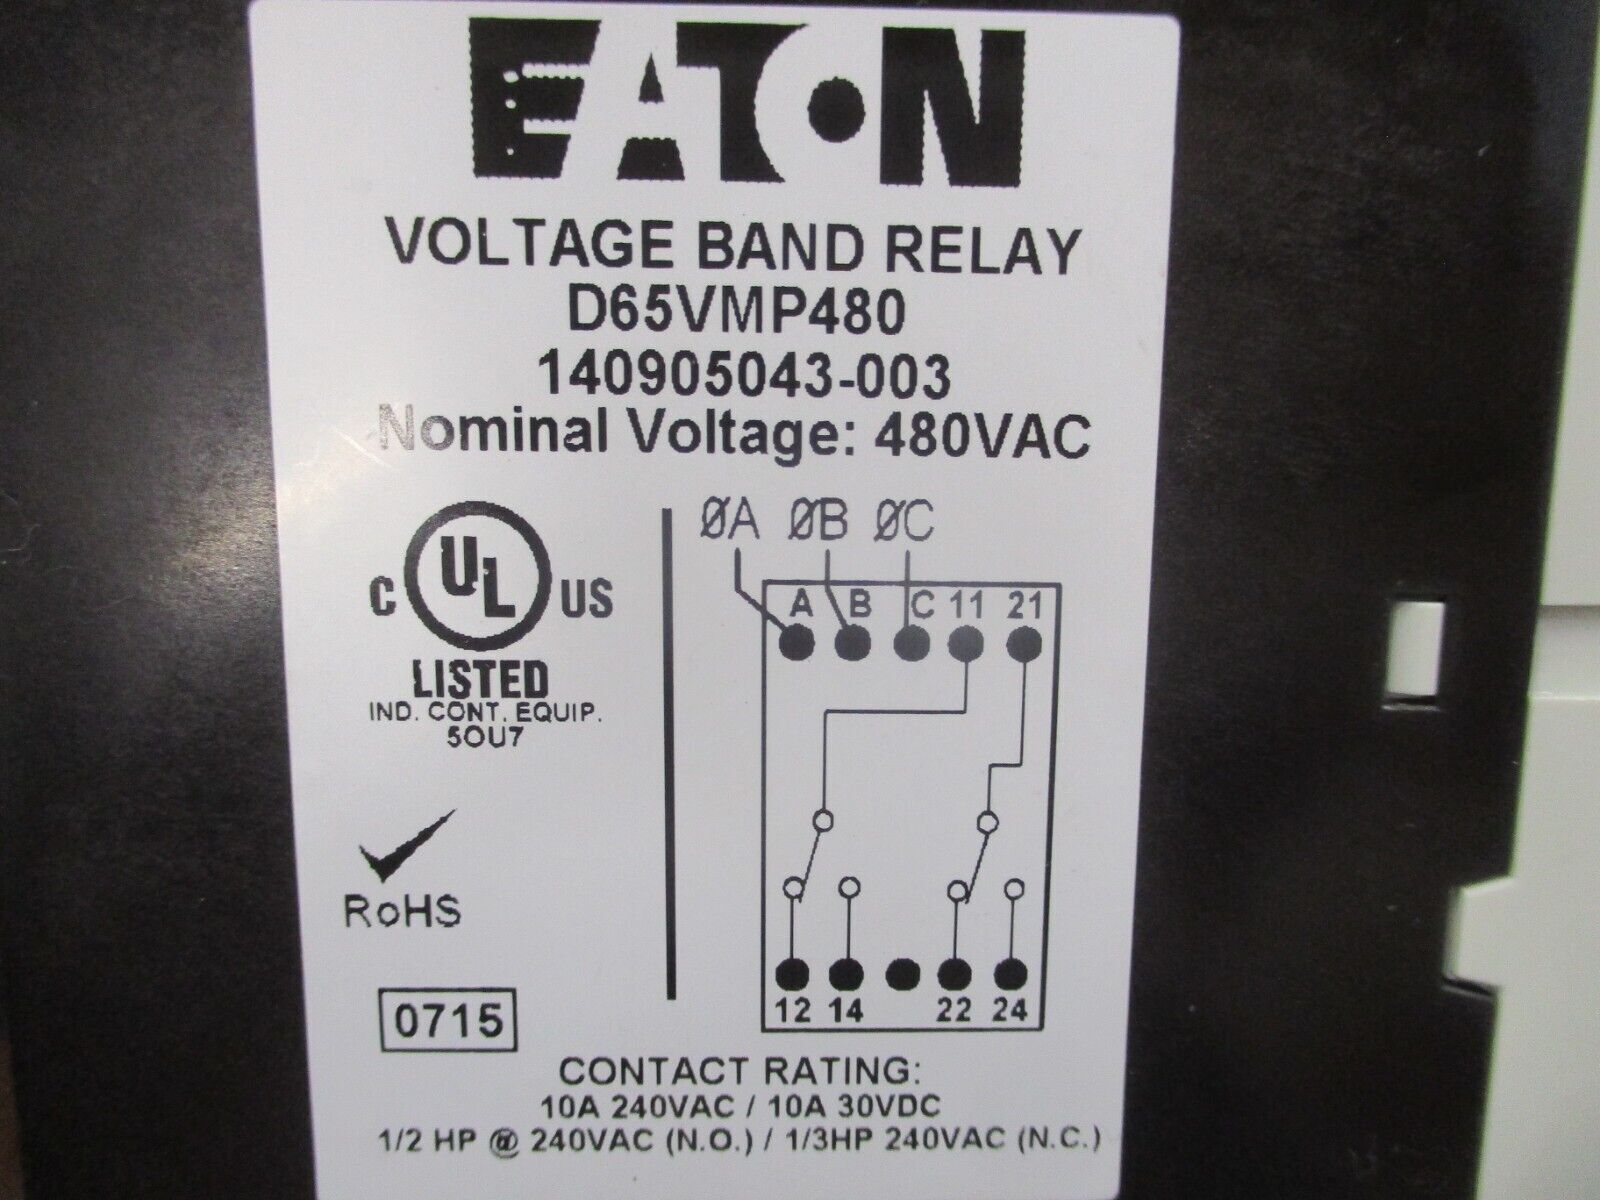 EATON
VOLTAGE BAND RELAY
D65VMP480
140905043-003
Nominal Voltage: 480VAC
ØA ØB ØC
A B C 11 21
C UL US
LISTED
IND. CONT. EQUIP.
5OU7
RoHS
0715
12 14 22 24
CONTACT RATING:
10A 240VAC / 10A 30VDC
1/2 HP @ 240VAC (N.O.) / 1/3HP 240VAC (N.C.)